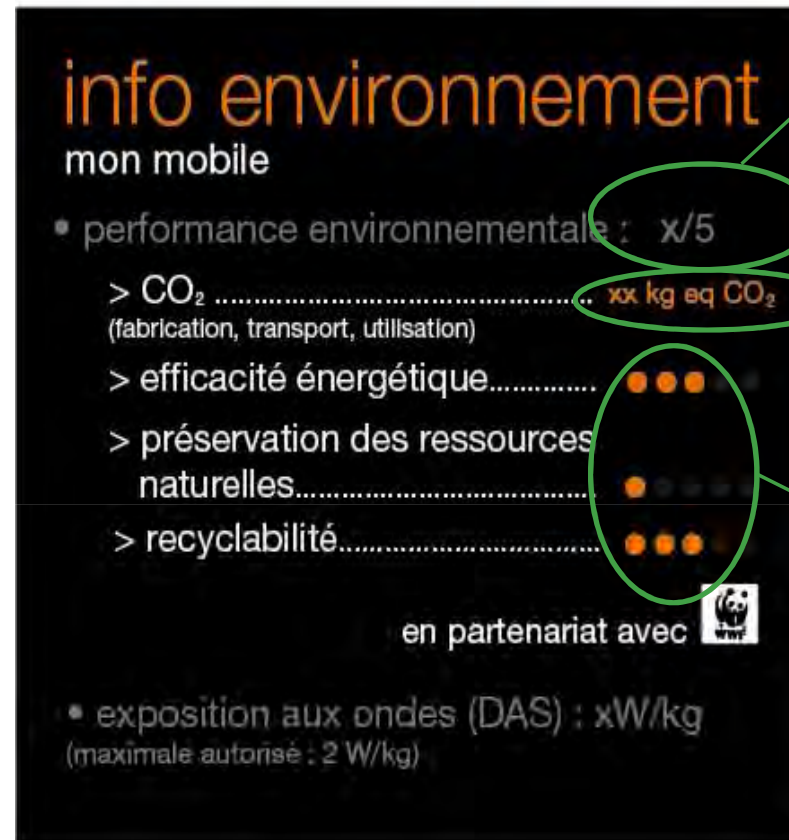 info environnement
mon mobile
• performance environnementale : x/5
> CO₂ ............................................ xx kg eq CO₂
(fabrication, transport, utilisation)
> efficacité énergétique..............
> préservation des ressources
naturelles...................................
> recyclabilité...............................
en partenariat avec WWF
• exposition aux ondes (DAS) : xW/kg
(maximale autorisé : 2 W/kg)